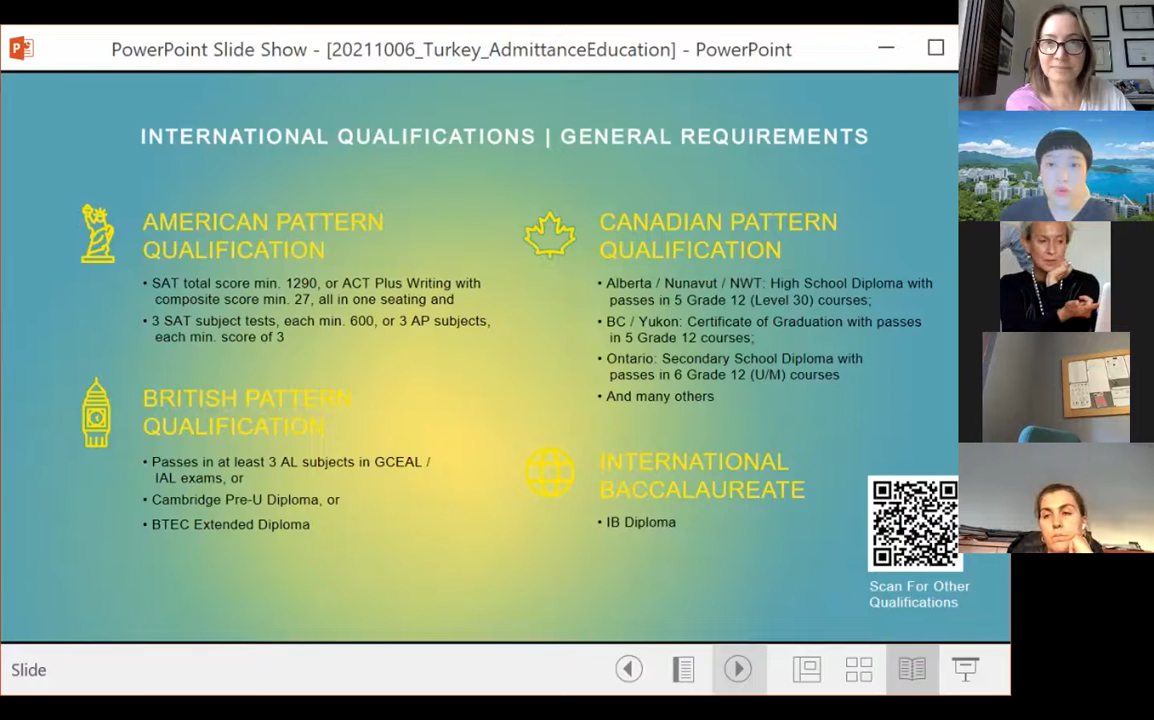 PowerPoint Slide Show - [20211006_Turkey_AdmittanceEducation] - PowerPoint
INTERNATIONAL QUALIFICATIONS | GENERAL REQUIREMENTS
AMERICAN PATTERN
QUALIFICATION
• SAT total score min. 1290, or ACT Plus Writing with
composite score min. 27, all in one seating and
• 3 SAT subject tests, each min. 600, or 3 AP subjects,
each min. score of 3
BRITISH PATTERN
QUALIFICATION
• Passes in at least 3 AL subjects in GCEAL /
IAL exams, or
• Cambridge Pre-U Diploma, or
• BTEC Extended Diploma
CANADIAN PATTERN
QUALIFICATION
• Alberta / Nunavut / NWT: High School Diploma with
passes in 5 Grade 12 (Level 30) courses;
• BC / Yukon: Certificate of Graduation with passes
in 5 Grade 12 courses;
• Ontario: Secondary School Diploma with
passes in 6 Grade 12 (U/M) courses
• And many others
INTERNATIONAL
BACCALAUREATE
• IB Diploma
Scan For Other
Qualifications
Slide